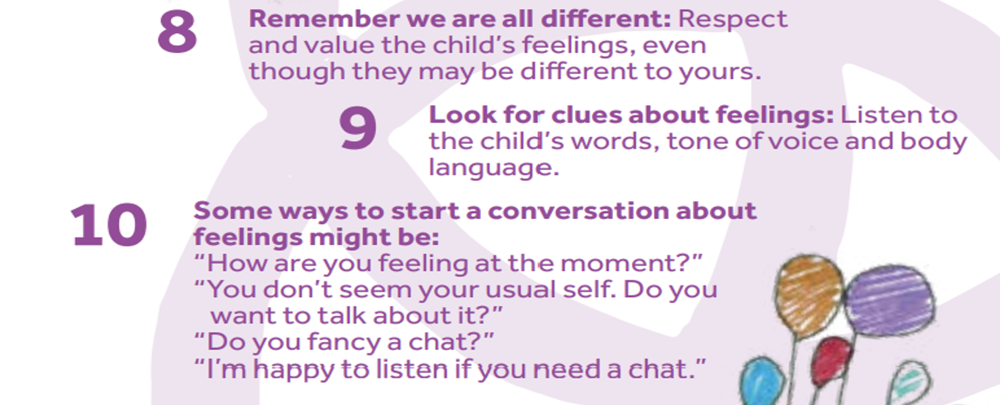 8 Remember we are all different: Respect
and value the child’s feelings, even
though they may be different to yours.
9 Look for clues about feelings: Listen to
the child’s words, tone of voice and body
language.
10 Some ways to start a conversation about
feelings might be:
“How are you feeling at the moment?”
“You don’t seem your usual self. Do you
want to talk about it?”
“Do you fancy a chat?”
“I’m happy to listen if you need a chat.”